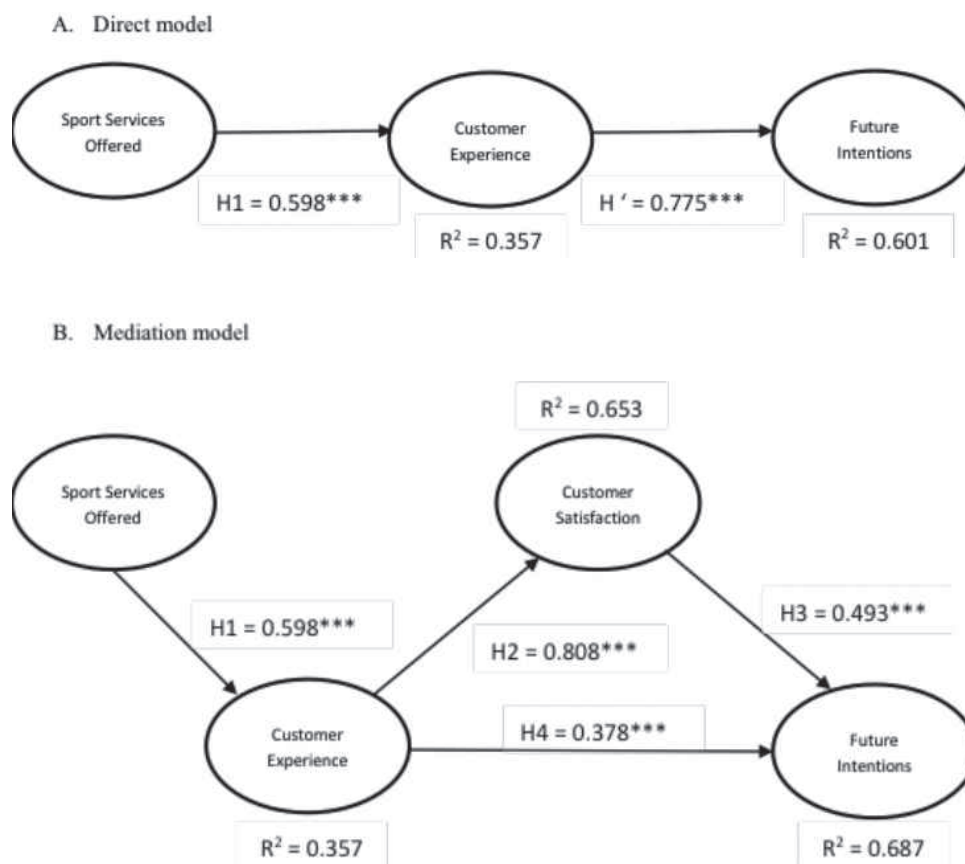 A. Direct model
Sport Services
Offered
Customer
Experience
Future
Intentions
H1 = 0.598***
H ′ = 0.775***
R² = 0.357
R² = 0.601
B. Mediation model
R² = 0.653
Sport Services
Offered
Customer
Satisfaction
H1 = 0.598***
H3 = 0.493***
H2 = 0.808***
Customer
Experience
H4 = 0.378***
Future
Intentions
R² = 0.357
R² = 0.687